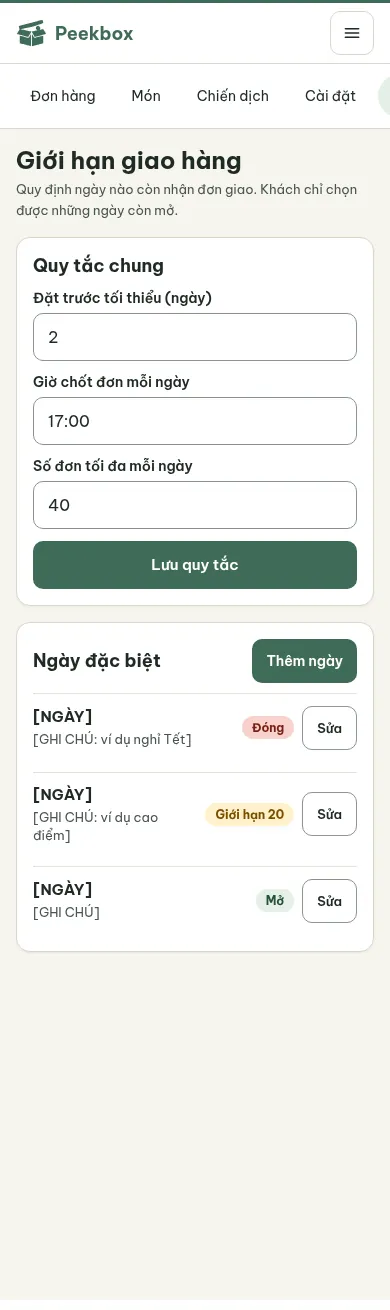 Peekbox
Đơn hàng Món Chiến dịch Cài đặt
Giới hạn giao hàng
Quy định ngày nào còn nhận đơn giao. Khách chỉ chọn
được những ngày còn mở.
Quy tắc chung
Đặt trước tối thiểu (ngày)
2
Giờ chốt đơn mỗi ngày
17:00
Số đơn tối đa mỗi ngày
40
Lưu quy tắc
Ngày đặc biệt
Thêm ngày
[NGÀY]
[GHI CHÚ: ví dụ nghỉ Tết]
Đóng
Sửa
[NGÀY]
[GHI CHÚ: ví dụ cao
điểm]
Giới hạn 20
Sửa
[NGÀY]
[GHI CHÚ]
Mở
Sửa